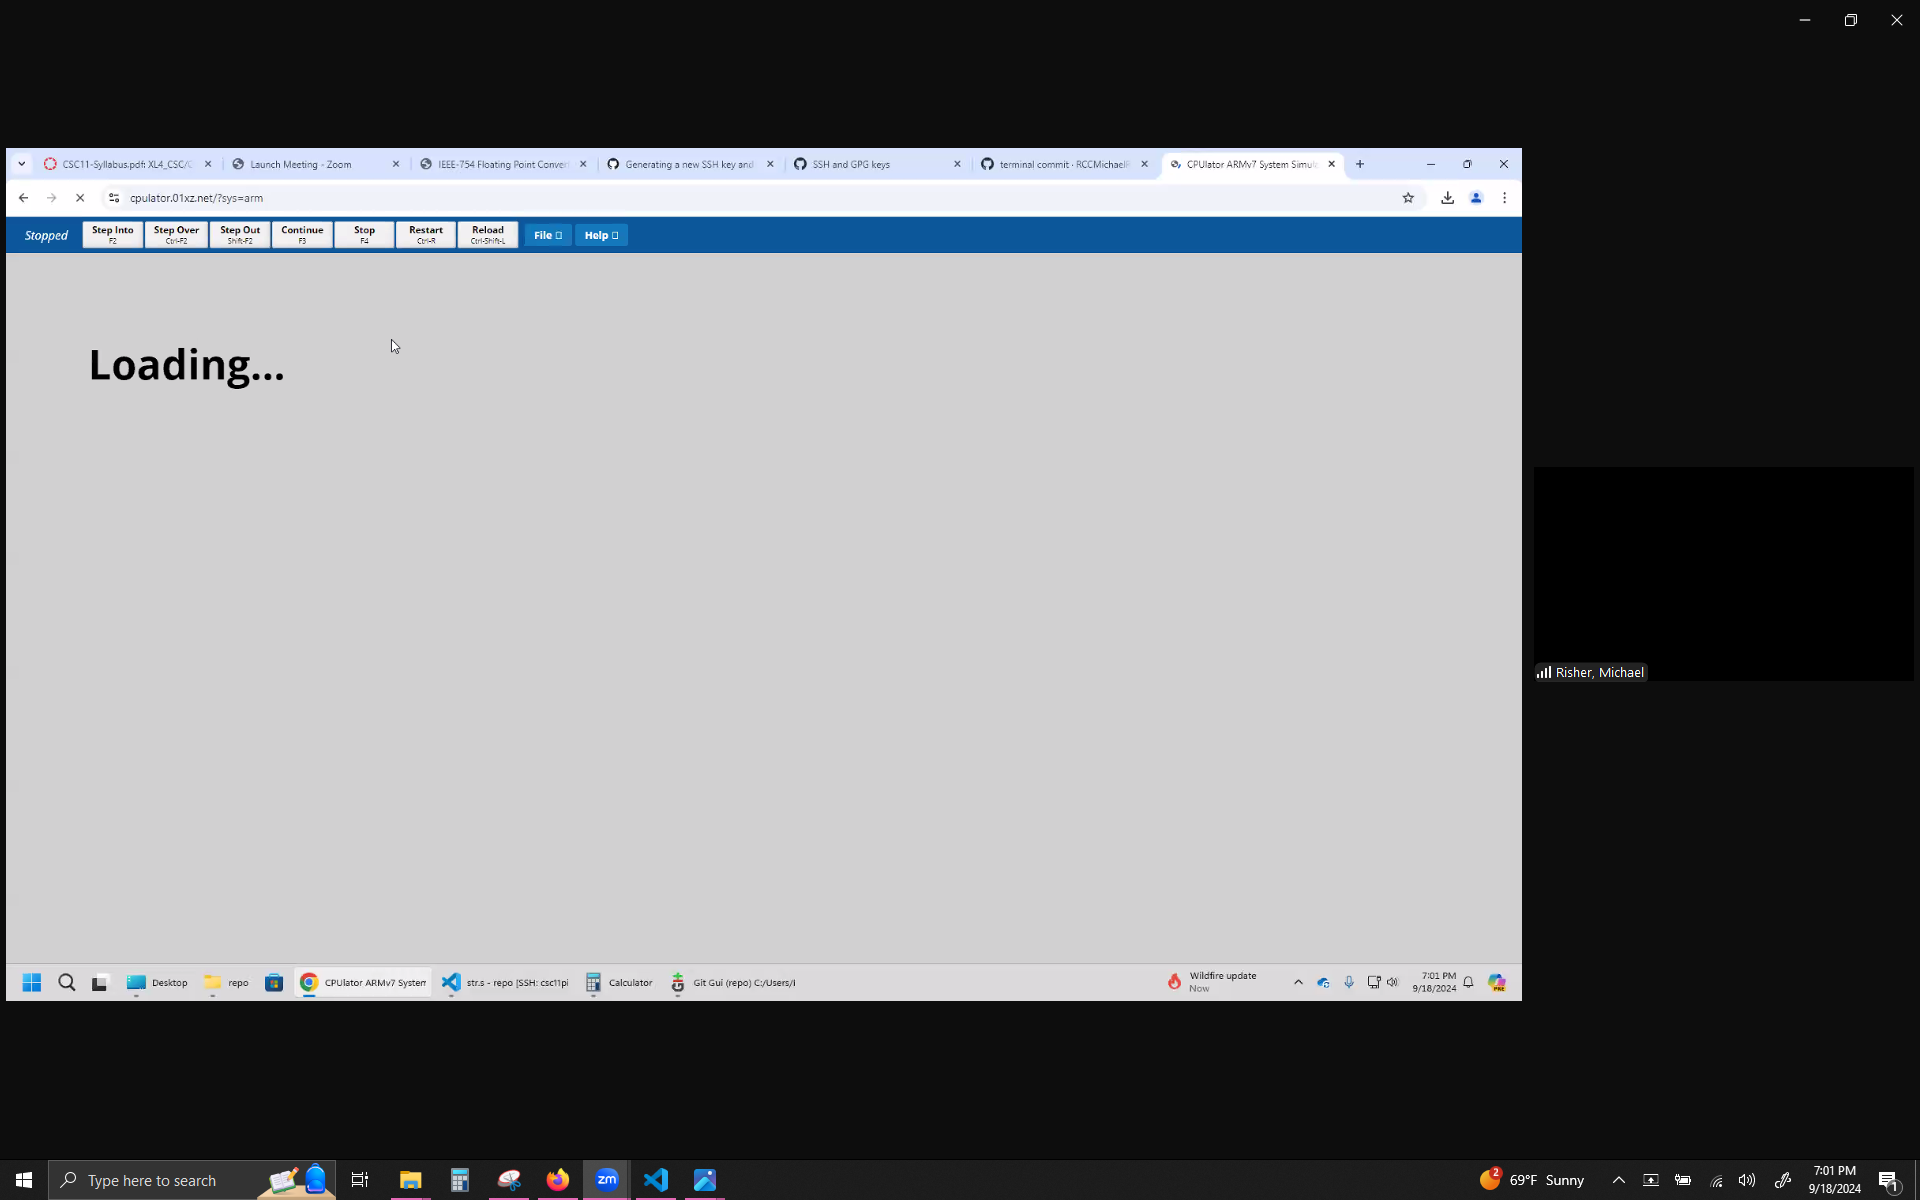 CSC11-Syllabus.pdf: XL4_CSC/C
Launch Meeting - Zoom
IEEE-754 Floating Point Conver
Generating a new SSH key and
SSH and GPG keys
terminal commit · RCCMichaelR
CPUlator ARMv7 System Simula
cpulator.01xz.net/?sys=arm
Stopped
Step Into
F2
Step Over
Ctrl-F2
Step Out
Shift-F2
Continue
F3
Stop
F4
Restart
Ctrl-R
Reload
Ctrl-Shift-L
File
Help
Loading...
Risher, Michael
Desktop
repo
CPUlator ARMv7 System
str.s - repo [SSH: csc11pi
Calculator
Git Gui (repo) C:/Users/I
Wildfire update
Now
7:01 PM
9/18/2024
Type here to search
zm
2
69°F Sunny
7:01 PM
9/18/2024
1